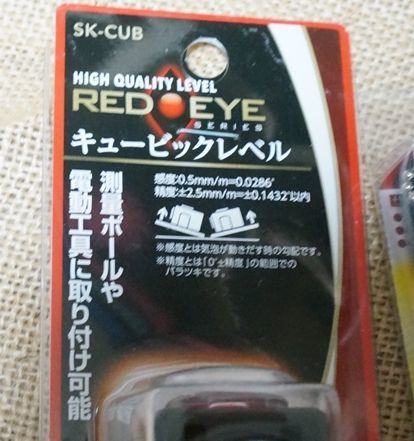 SK-CUB
HIGH QUALITY LEVEL
RED EYE
SERIES
キュービックレベル
測量ポールや
電動工具に取り付け可能
感度:0.5mm/m=0.0286°
精度:±2.5mm/m=±0.1432°以内
※感度とは気泡が動きだす時の勾配です。
※精度とは「0°±精度」の範囲での
バラツキです。